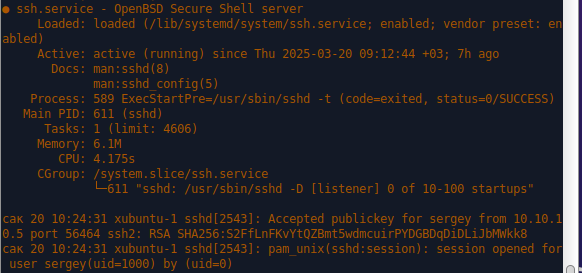 ● ssh.service - OpenBSD Secure Shell server
Loaded: loaded (/lib/systemd/system/ssh.service; enabled; vendor preset: en
abled)
Active: active (running) since Thu 2025-03-20 09:12:44 +03; 7h ago
Docs: man:sshd(8)
man:sshd_config(5)
Process: 589 ExecStartPre=/usr/sbin/sshd -t (code=exited, status=0/SUCCESS)
Main PID: 611 (sshd)
Tasks: 1 (limit: 4606)
Memory: 6.1M
CPU: 4.175s
CGroup: /system.slice/ssh.service
└─611 "sshd: /usr/sbin/sshd -D [listener] 0 of 10-100 startups"
сак 20 10:24:31 xubuntu-1 sshd[2543]: Accepted publickey for sergey from 10.10.1
0.5 port 56464 ssh2: RSA SHA256:S2FfLnFKvYtQZBmt5wdmcuirPYDGBDqDiDLiJbMWkk8
сак 20 10:24:31 xubuntu-1 sshd[2543]: pam_unix(sshd:session): session opened for
user sergey(uid=1000) by (uid=0)